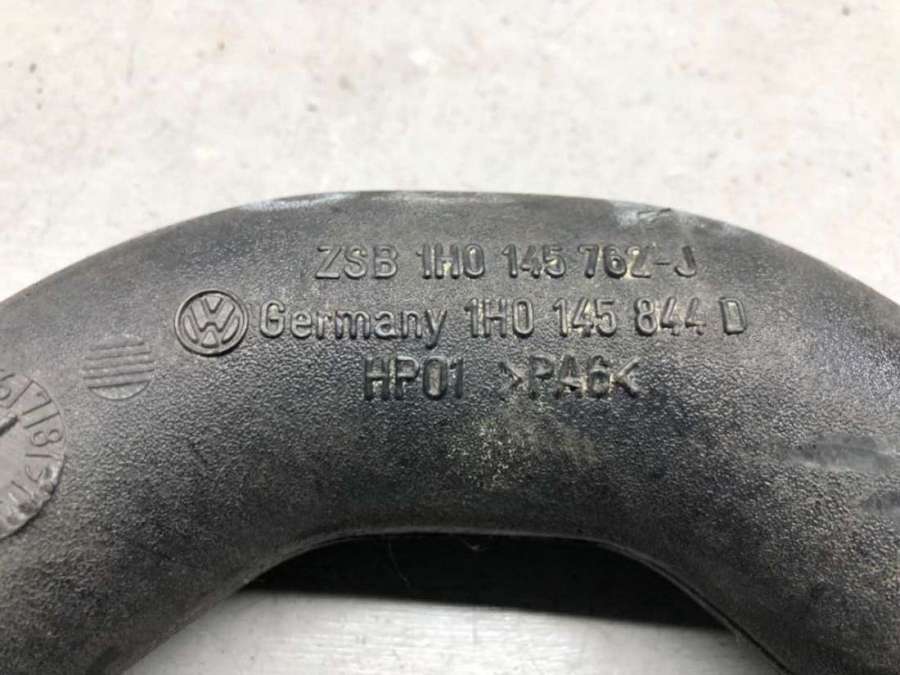 ZSB 1H0 145 762-J
Germany 1H0 145 844 D
HP01 >PA6<